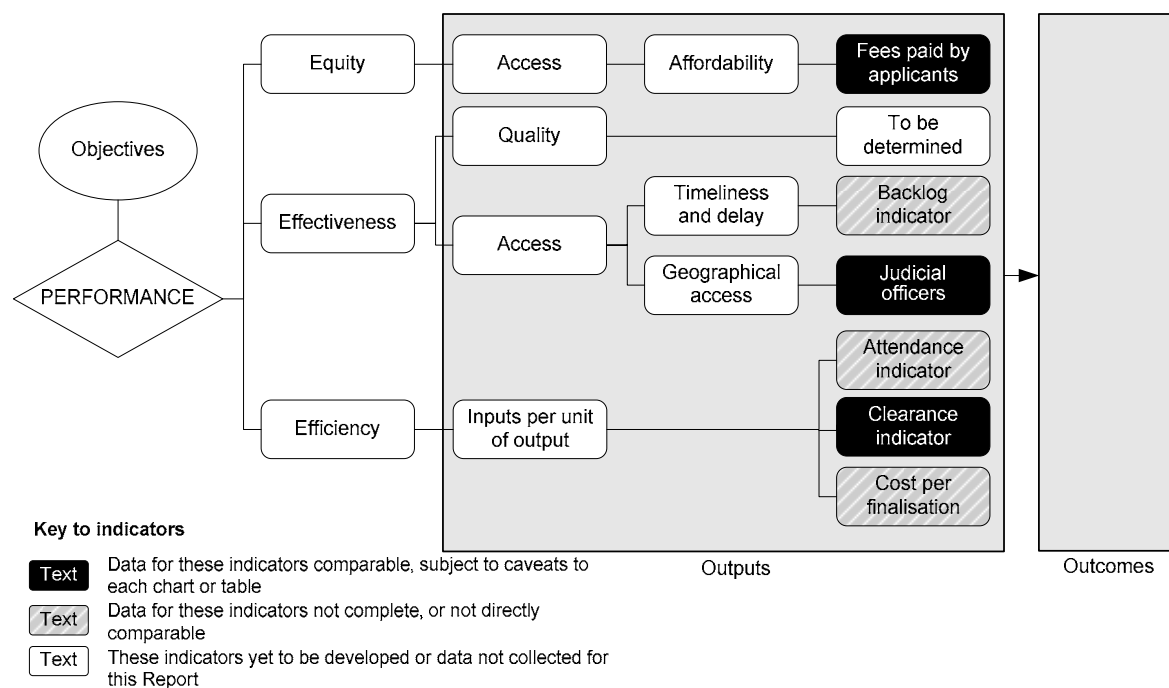 Objectives
PERFORMANCE
Equity
Access
Affordability
Fees paid by
applicants
Effectiveness
Quality
To be
determined
Access
Timeliness
and delay
Backlog
indicator
Geographical
access
Judicial
officers
Efficiency
Inputs per unit
of output
Attendance
indicator
Clearance
indicator
Cost per
finalisation
Outputs
Outcomes
Key to indicators
Text
Data for these indicators comparable, subject to caveats to
each chart or table
Text
Data for these indicators not complete, or not directly
comparable
Text
These indicators yet to be developed or data not collected for
this Report